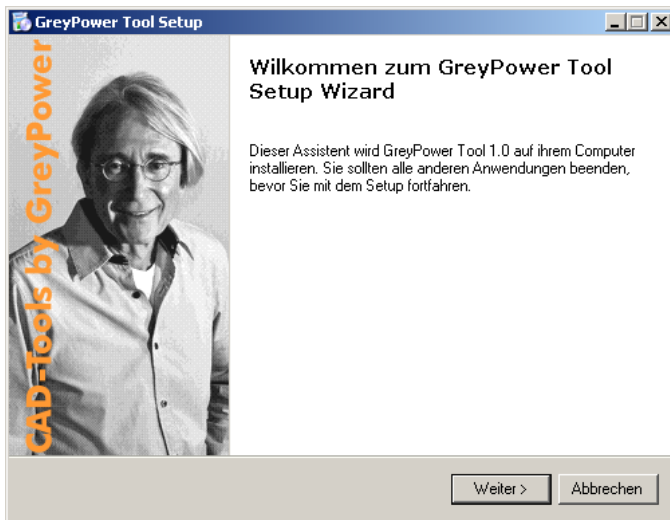 GreyPower Tool Setup
CAD-Tools by GreyPower
Wilkommen zum GreyPower Tool
Setup Wizard
Dieser Assistent wird GreyPower Tool 1.0 auf ihrem Computer
installieren. Sie sollten alle anderen Anwendungen beenden,
bevor Sie mit dem Setup fortfahren.
Weiter >
Abbrechen